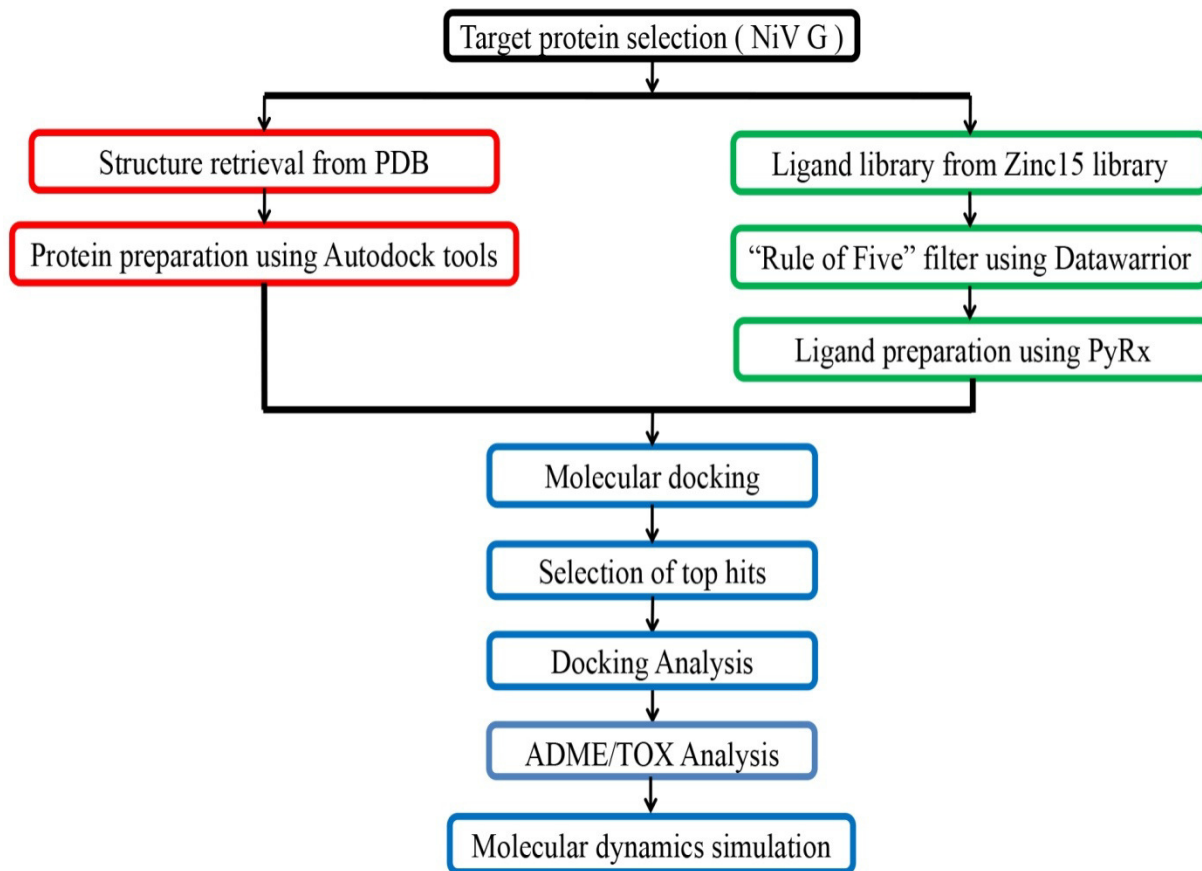 Target protein selection ( NiV G )
Structure retrieval from PDB
Protein preparation using Autodock tools
Ligand library from Zinc15 library
“Rule of Five” filter using Datawarrior
Ligand preparation using PyRx
Molecular docking
Selection of top hits
Docking Analysis
ADME/TOX Analysis
Molecular dynamics simulation